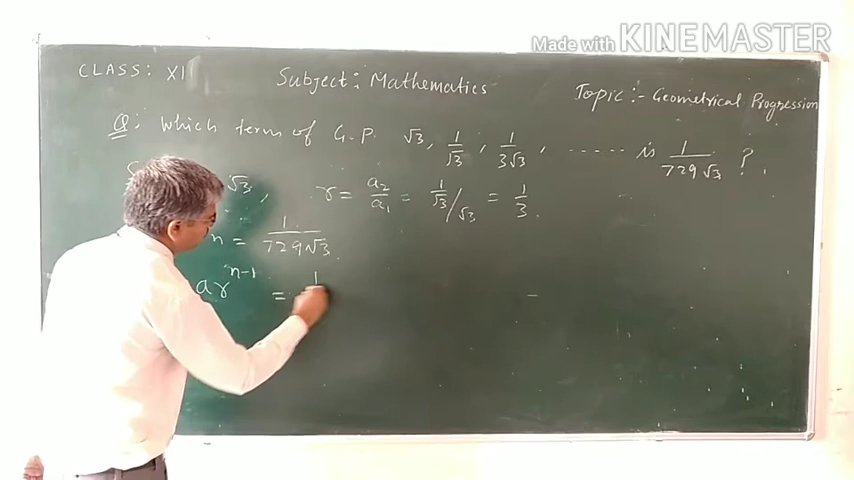 Made with KINEMASTER
CLASS: XI
Subject: Mathematics
Topic:- Geometrical Progression
Q: Which term of G.P. √3, 1/√3, 1/3√3, ...... is 1/729√3 ?
√3, r = a₂/a₁ = 1/√3/√3 = 1/3.
n = 1/729√3.
ar^n-1 = 1